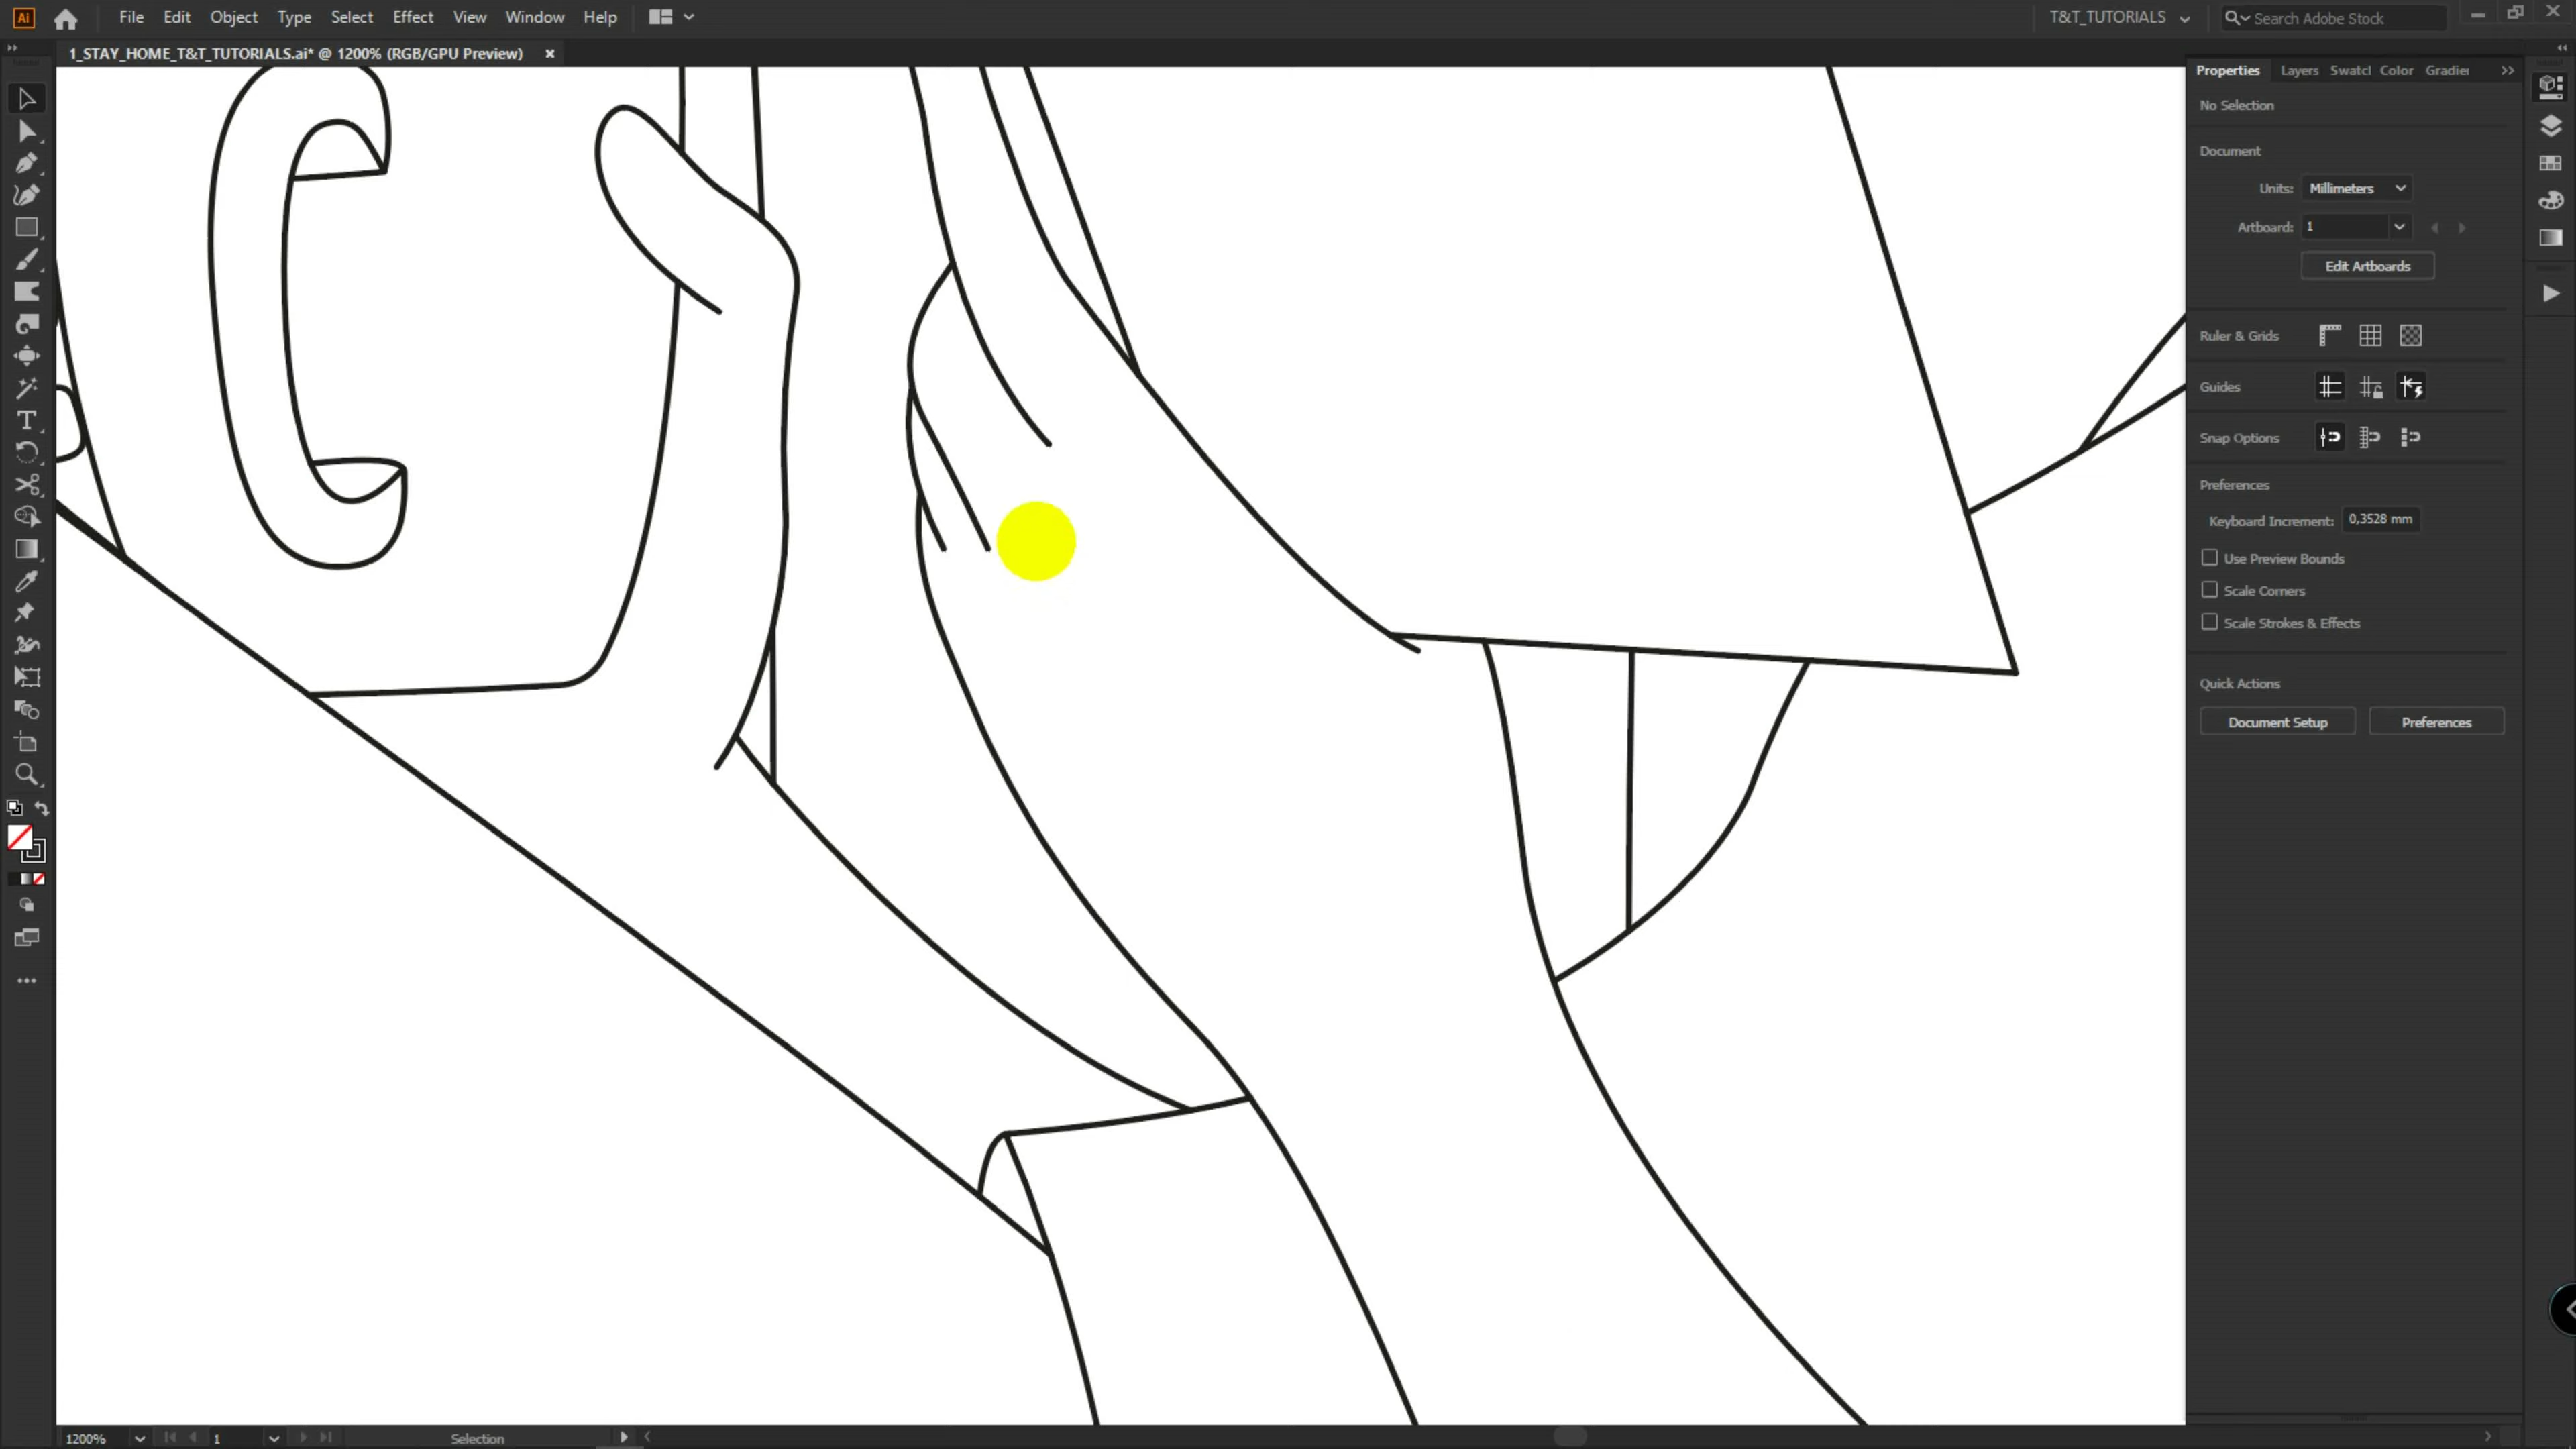 Ai File Edit Object Type Select Effect View Window Help T&T_TUTORIALS Search Adobe Stock
1_STAY_HOME_T&T_TUTORIALS.ai* @ 1200% (RGB/GPU Preview) ×
Properties Layers Swatcl Color Gradier
No Selection
Document
Units: Millimeters
Artboard: 1
Edit Artboards
Ruler & Grids
Guides
Snap Options
Preferences
Keyboard Increment: 0,3528 mm
Use Preview Bounds
Scale Corners
Scale Strokes & Effects
Quick Actions
Document Setup Preferences
C
1200% 1 Selection